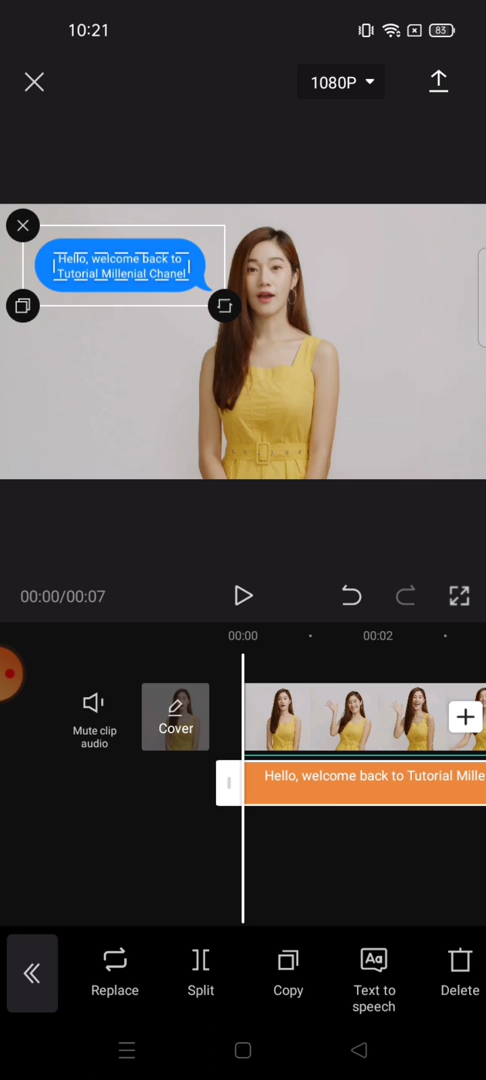 10:21
83
1080P
Hello, welcome back to
Tutorial Millenial Chanel
00:00/00:07
00:00
00:02
Mute clip
audio
Cover
Hello, welcome back to Tutorial Mille
Replace
Split
Copy
Aa
Text to
speech
Delete